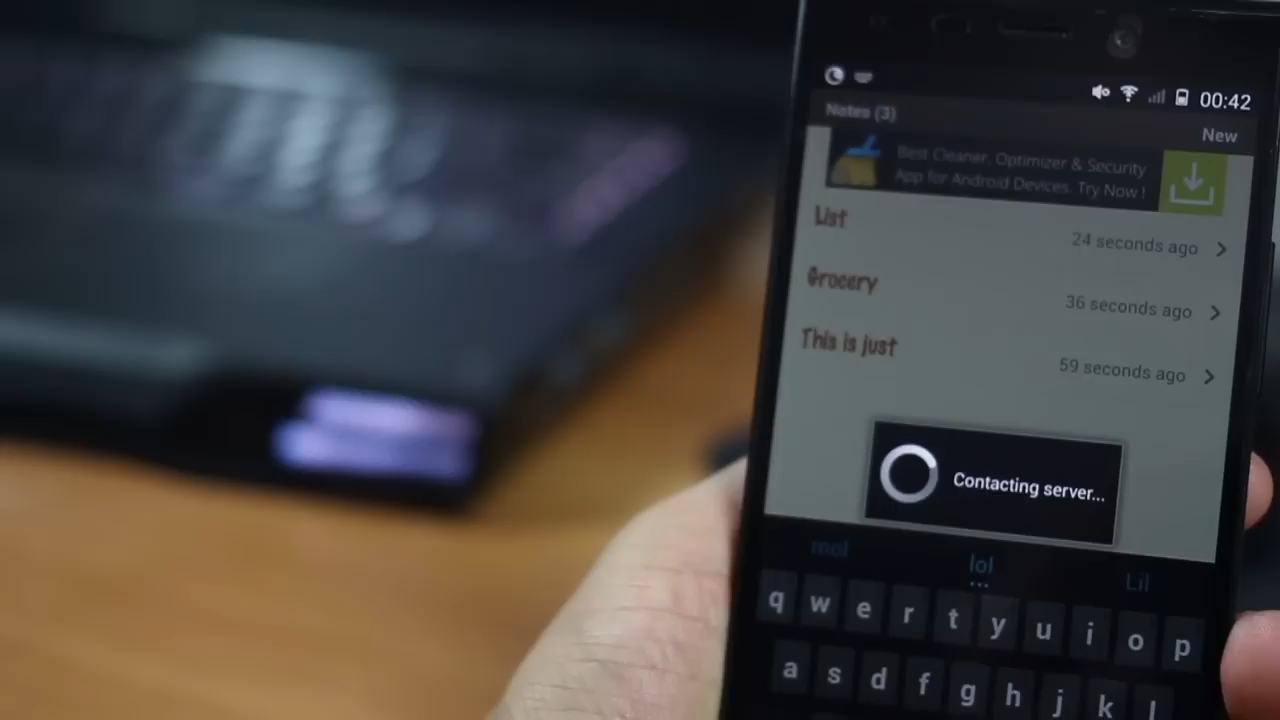 00:42
Notes (3)
New
Best Cleaner, Optimizer & Security
App for Android Devices. Try Now !
List
24 seconds ago
Grocery
36 seconds ago
This is just
59 seconds ago
Contacting server...
mol lol Lil
q w e r t y u i o p
a s d f g h j k l